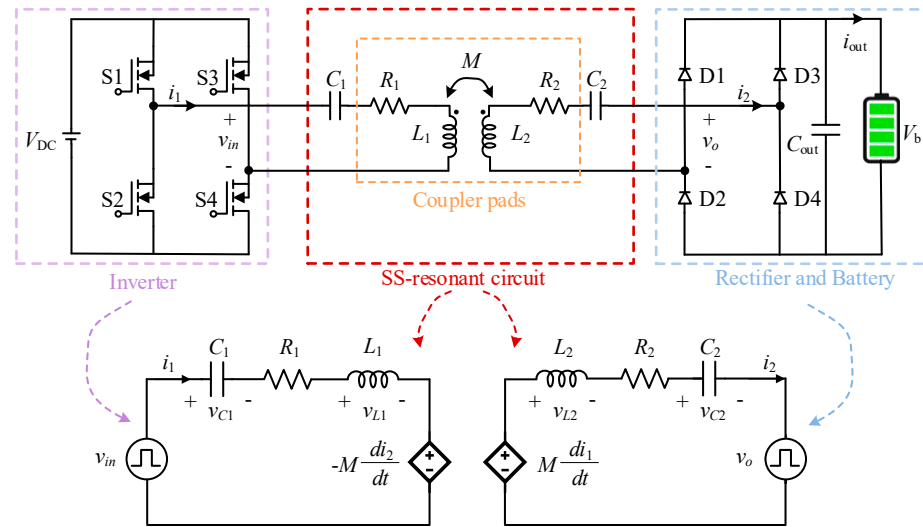 S1
S3
i1
C1
R1
M
R2
C2
i2
D1
D3
iout
VDC
+
vin
-
L1
L2
+
vo
-
Cout
Vb
S2
S4
Coupler pads
D2
D4
Inverter
SS-resonant circuit
Rectifier and Battery
i1
C1
R1
L1
L2
R2
C2
i2
+ vC1 -
+ vL1 -
+ vL2 -
+ vC2 -
vin
-M di2/dt
+
-
+
-
M di1/dt
vo